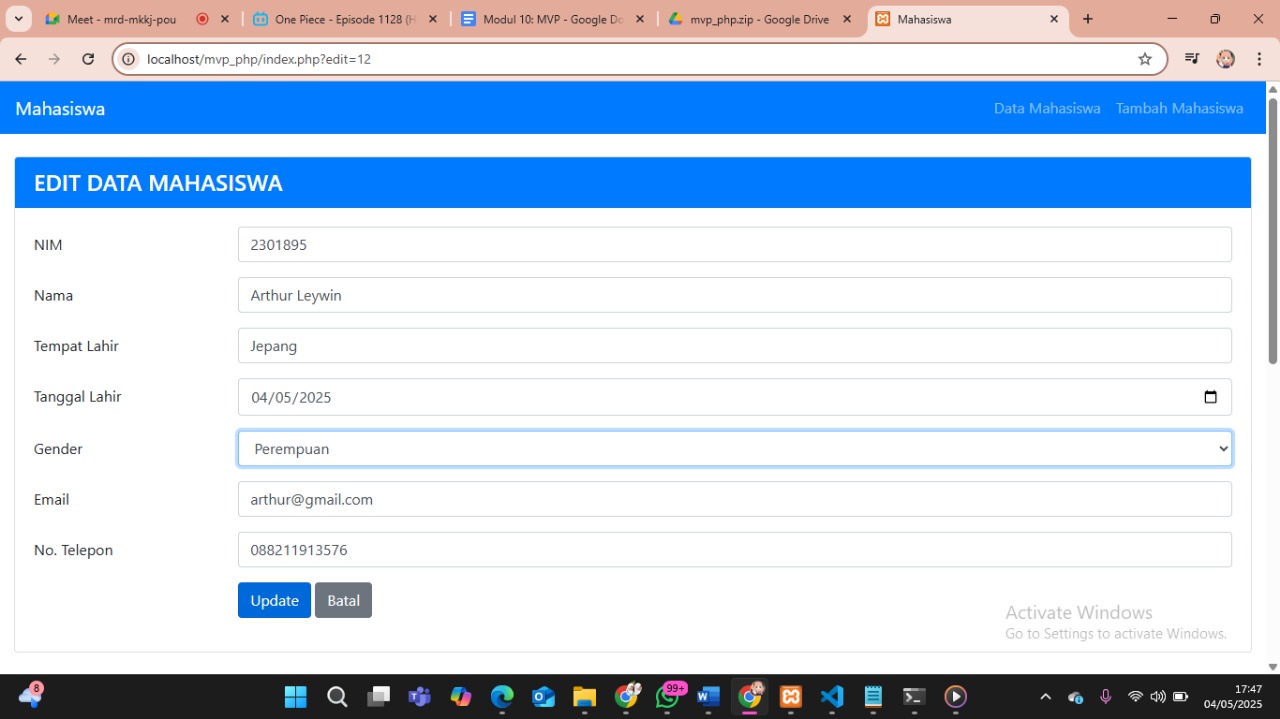 Meet - mrd-mkkj-pou
One Piece - Episode 1128 (H
Modul 10: MVP - Google Do
mvp_php.zip - Google Drive
Mahasiswa
localhost/mvp_php/index.php?edit=12
Mahasiswa
Data Mahasiswa
Tambah Mahasiswa
EDIT DATA MAHASISWA
NIM
2301895
Nama
Arthur Leywin
Tempat Lahir
Jepang
Tanggal Lahir
04/05/2025
Gender
Perempuan
Email
arthur@gmail.com
No. Telepon
088211913576
Update
Batal
Activate Windows
Go to Settings to activate Windows.
8
99+
17:47
04/05/2025